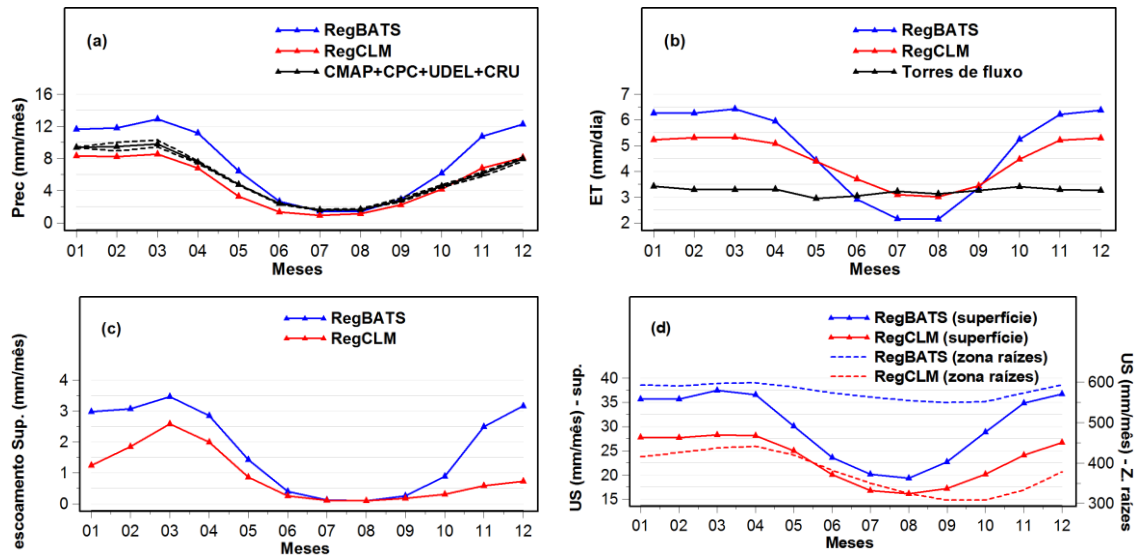 (a)
RegBATS
RegCLM
CMAP+CPC+UDEL+CRU
Prec (mm/mês)
16
12
8
4
0
01 02 03 04 05 06 07 08 09 10 11 12
Meses
(b)
RegBATS
RegCLM
Torres de fluxo
ET (mm/dia)
7
6
5
4
3
2
01 02 03 04 05 06 07 08 09 10 11 12
Meses
(c)
RegBATS
RegCLM
escoamento Sup. (mm/mês)
4
3
2
1
0
01 02 03 04 05 06 07 08 09 10 11 12
Meses
(d)
RegBATS (superfície)
RegCLM (superfície)
RegBATS (zona raízes)
RegCLM (zona raízes)
US (mm/mês) - sup.
40
35
30
25
20
15
600
500
400
300
US (mm/mês) - Z. raízes
01 02 03 04 05 06 07 08 09 10 11 12
Meses